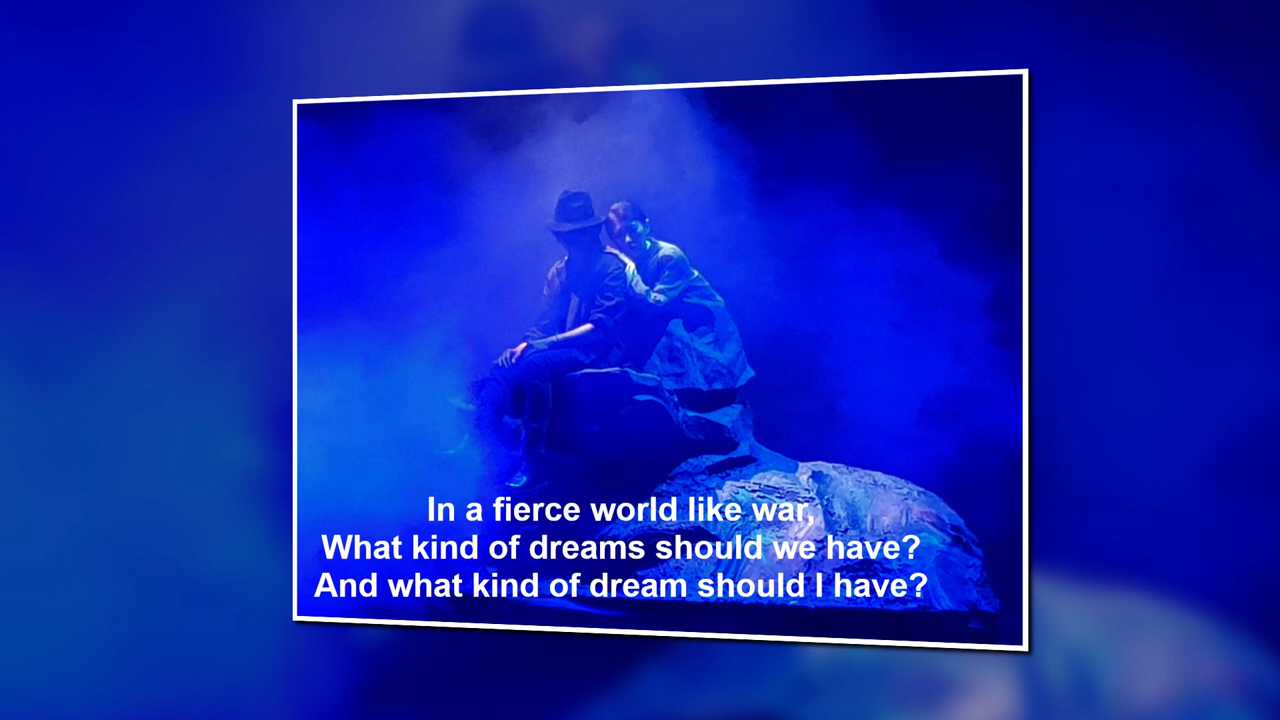 In a fierce world like war,
What kind of dreams should we have?
And what kind of dream should I have?